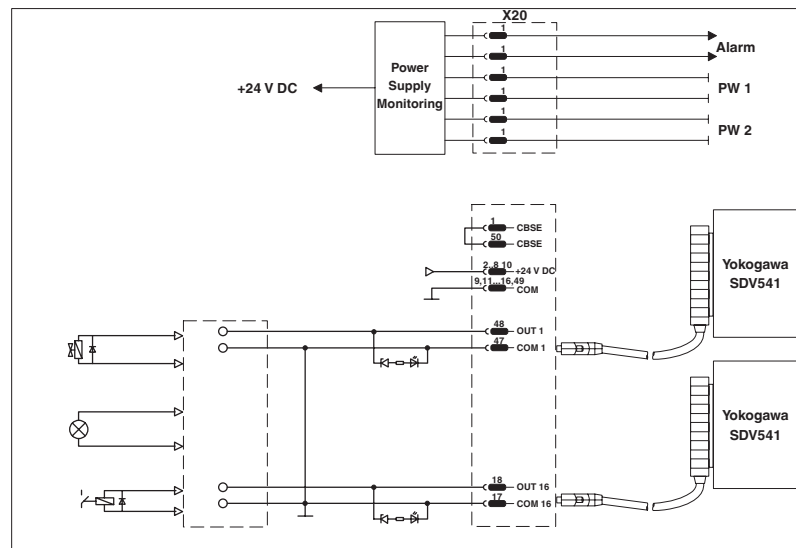 X20
1
Alarm
1
Power
Supply
Monitoring
1
+24 V DC
PW 1
1
1
PW 2
1
1
CBSE
50
CBSE
2..8 10
+24 V DC
9,11...16,49
COM
Yokogawa
SDV541
48
OUT 1
47
COM 1
Yokogawa
SDV541
18
OUT 16
17
COM 16